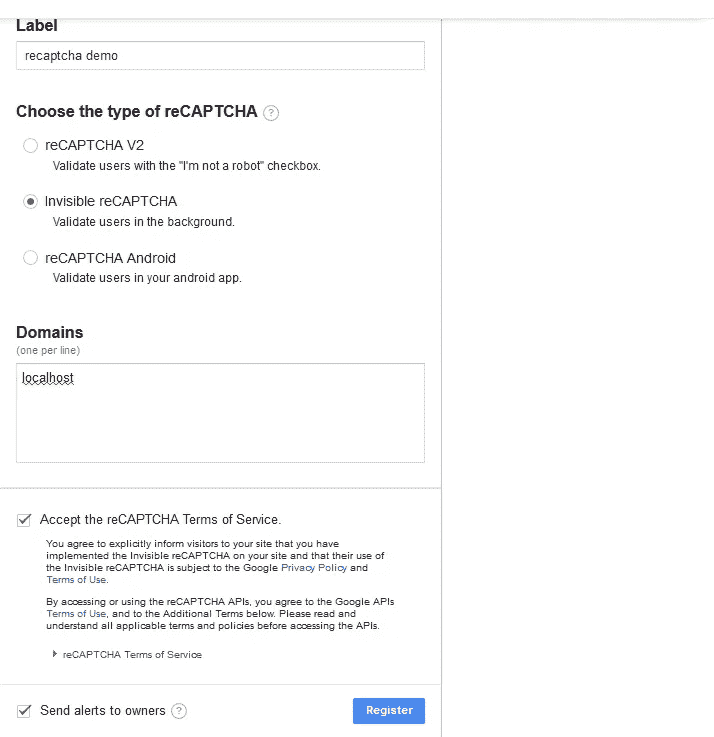 Label
recaptcha demo
Choose the type of reCAPTCHA ?
reCAPTCHA V2
Validate users with the "I'm not a robot" checkbox.
Invisible reCAPTCHA
Validate users in the background.
reCAPTCHA Android
Validate users in your android app.
Domains
(one per line)
localhost
Accept the reCAPTCHA Terms of Service.
You agree to explicitly inform visitors to your site that you have
implemented the Invisible reCAPTCHA on your site and that their use of
the Invisible reCAPTCHA is subject to the Google Privacy Policy and
Terms of Use.
By accessing or using the reCAPTCHA APIs, you agree to the Google APIs
Terms of Use, and to the Additional Terms below. Please read and
understand all applicable terms and policies before accessing the APIs.
reCAPTCHA Terms of Service
Send alerts to owners ?
Register